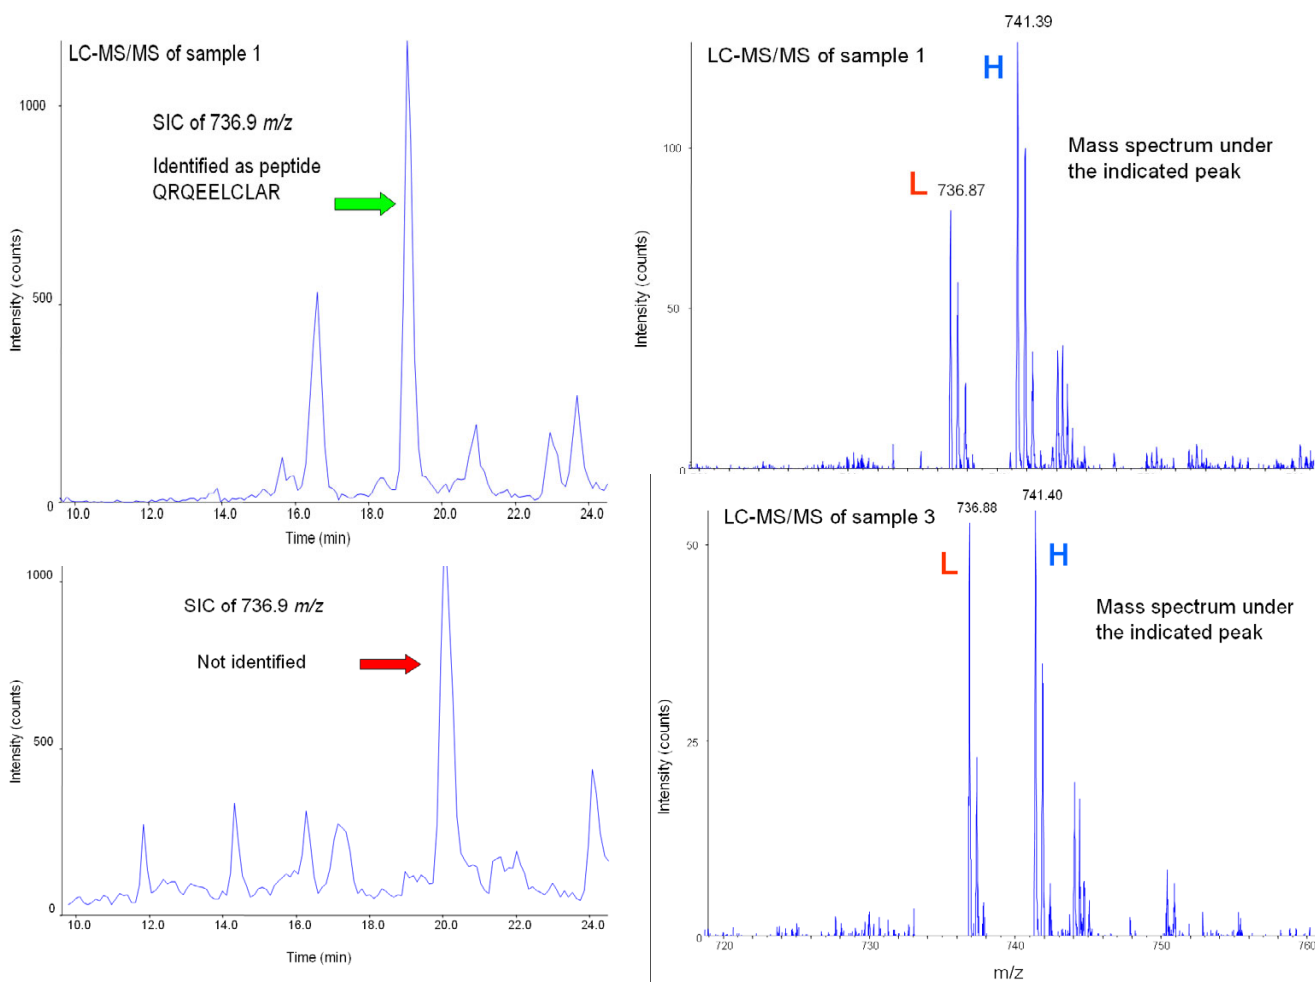 LC-MS/MS of sample 1
SIC of 736.9 m/z
Identified as peptide
QRQEELCLAR
Intensity (counts)
1000
500
0
10.0 12.0 14.0 16.0 18.0 20.0 22.0 24.0
Time (min)
741.39
LC-MS/MS of sample 1
H
Mass spectrum under
the indicated peak
L 736.87
Intensity (counts)
100
50
0
SIC of 736.9 m/z
Not identified
Intensity (counts)
1000
500
0
10.0 12.0 14.0 16.0 18.0 20.0 22.0 24.0
Time (min)
741.40
736.88
LC-MS/MS of sample 3
L
H
Mass spectrum under
the indicated peak
Intensity (counts)
50
25
0
720 730 740 750 760
m/z